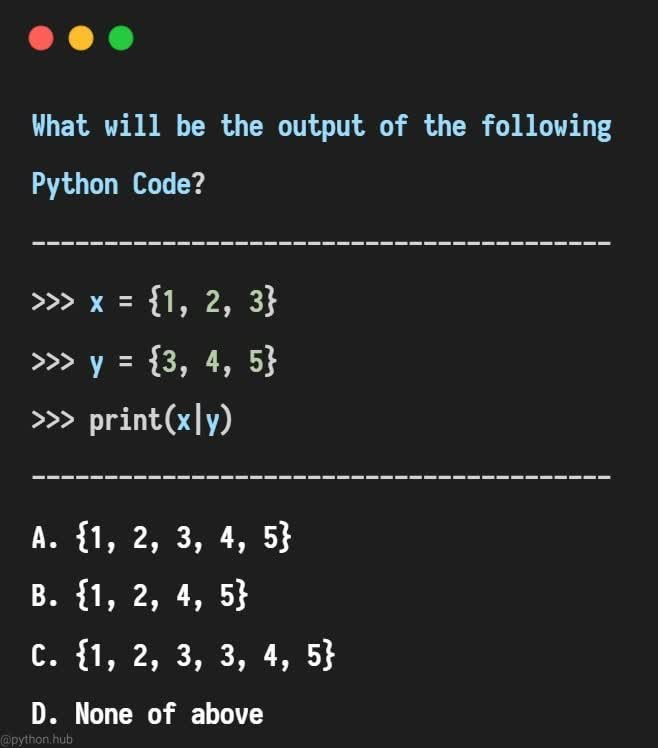 What will be the output of the following
Python Code?
----------------------------------------
>>> x = {1, 2, 3}
>>> y = {3, 4, 5}
>>> print(x|y)
----------------------------------------
A. {1, 2, 3, 4, 5}
B. {1, 2, 4, 5}
C. {1, 2, 3, 3, 4, 5}
D. None of above
@python.hub